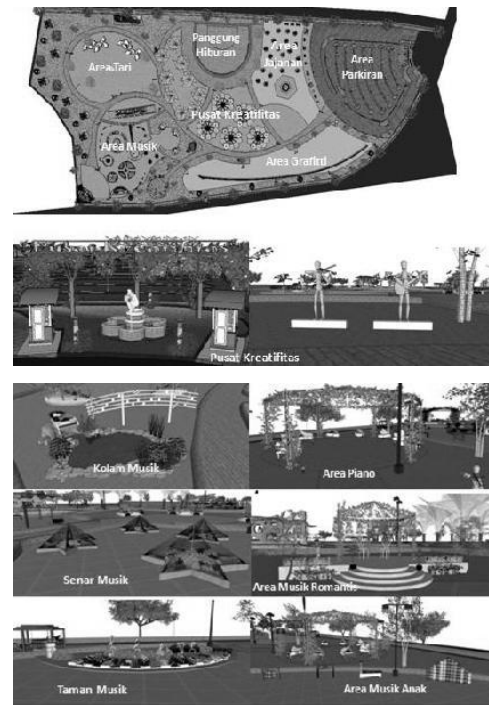 Panggung
Hiburan
Area
Jajanan
Area Tari
Area
Parkiran
Pusat Kreatifitas
Area Musik
Area Grafitti
Pusat Kreatifitas
Kolam Musik
Area Piano
Senar Musik
Area Musik Romantis
Taman Musik
Area Musik Anak